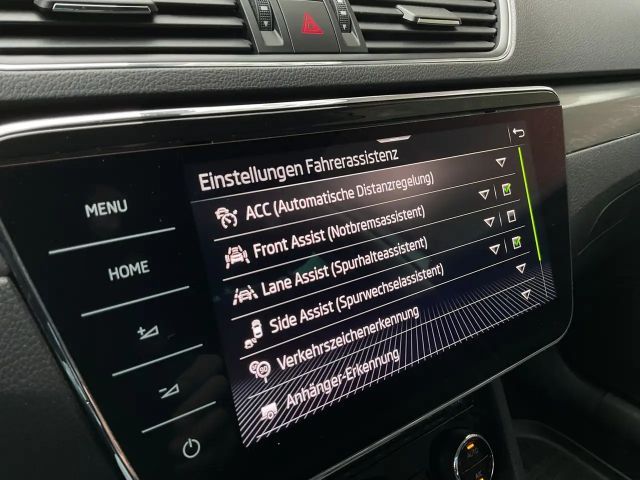 MENU
HOME
Einstellungen Fahrerassistenz
ACC (Automatische Distanzregelung)
Front Assist (Notbremsassistent)
Lane Assist (Spurhalteassistent)
Side Assist (Spurwechselassistent)
Verkehrszeichenerkennung
Anhänger-Erkennung